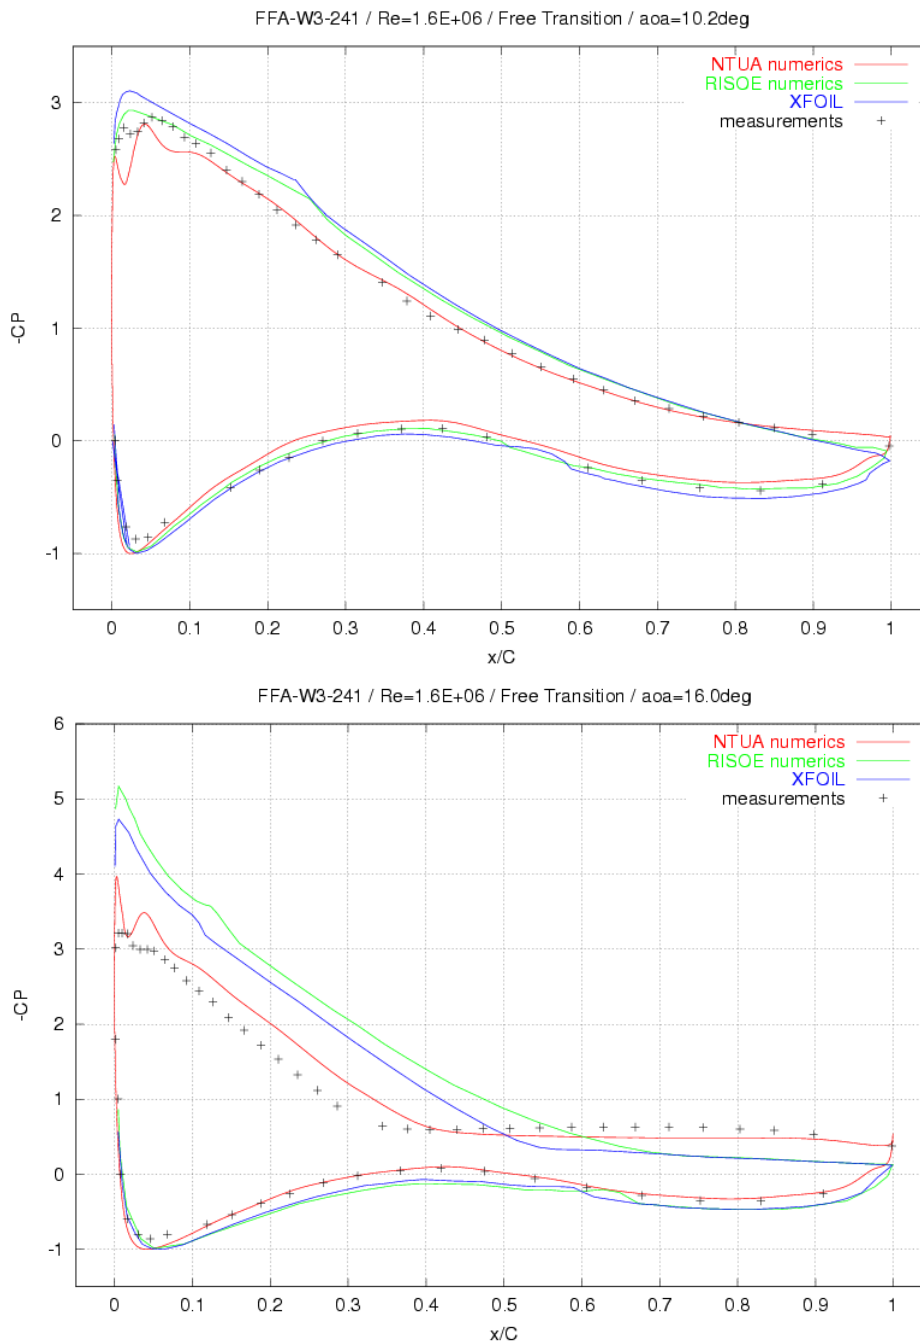 FFA-W3-241 / Re=1.6E+06 / Free Transition / aoa=10.2deg
NTUA numerics
RISOE numerics
XFOIL
measurements
3
2
1
0
-1
-CP
0 0.1 0.2 0.3 0.4 0.5 0.6 0.7 0.8 0.9 1
x/C
FFA-W3-241 / Re=1.6E+06 / Free Transition / aoa=16.0deg
NTUA numerics
RISOE numerics
XFOIL
measurements
6
5
4
3
2
1
0
-1
-CP
0 0.1 0.2 0.3 0.4 0.5 0.6 0.7 0.8 0.9 1
x/C